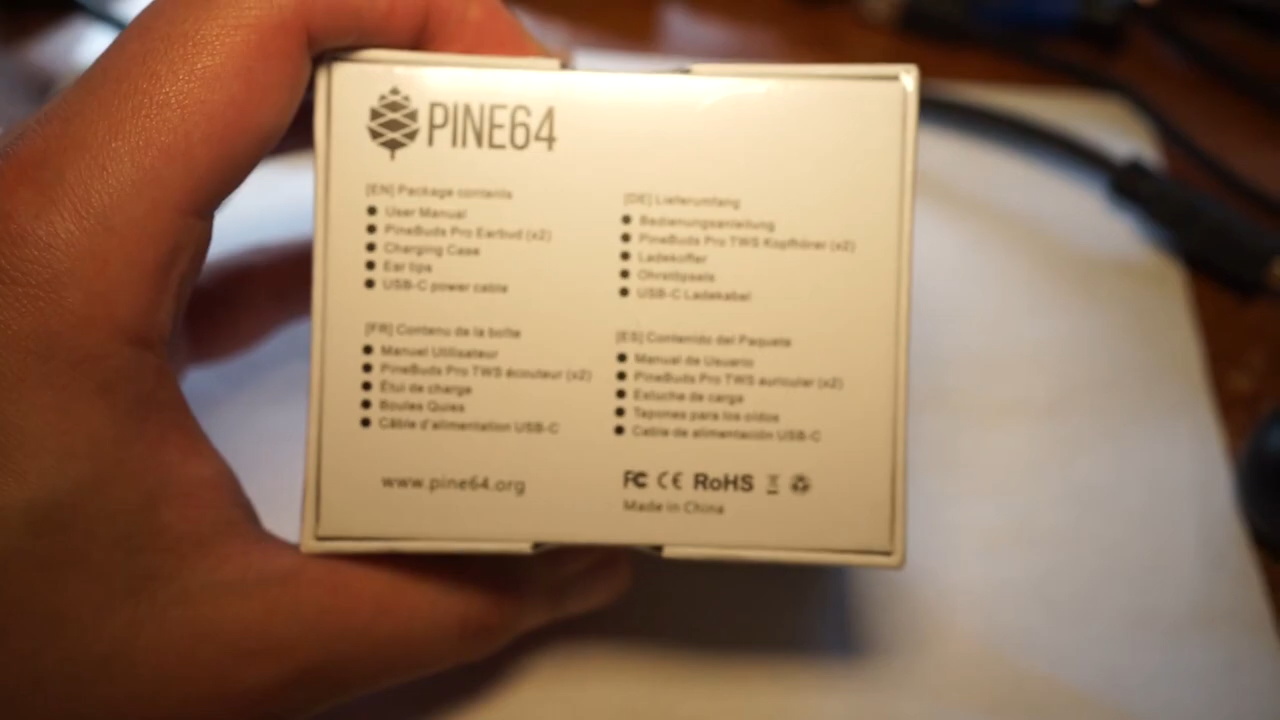 PINE64
[EN] Package contents
User Manual
PineBuds Pro Earbud (x2)
Charging Case
Ear tips
USB-C power cable
[DE] Lieferumfang
Bedienungsanleitung
PineBuds Pro TWS Kopfhörer (x2)
Ladekoffer
Ohrstöpsels
USB-C Ladekabel
[FR] Contenu de la boîte
Manuel Utilisateur
PineBuds Pro TWS écouteur (x2)
Étui de charge
Boules Quies
Câble d'alimentation USB-C
[ES] Contenido del Paquete
Manual de Usuario
PineBuds Pro TWS auricular (x2)
Estuche de carga
Tapones para los oídos
Cable de alimentación USB-C
www.pine64.org
FC CE RoHS
Made in China